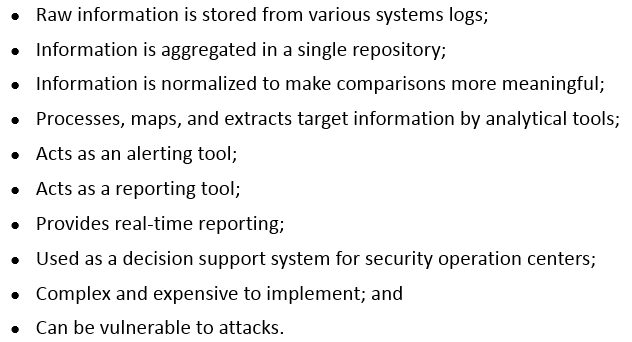 • Raw information is stored from various systems logs;
• Information is aggregated in a single repository;
• Information is normalized to make comparisons more meaningful;
• Processes, maps, and extracts target information by analytical tools;
• Acts as an alerting tool;
• Acts as a reporting tool;
• Provides real-time reporting;
• Used as a decision support system for security operation centers;
• Complex and expensive to implement; and
• Can be vulnerable to attacks.